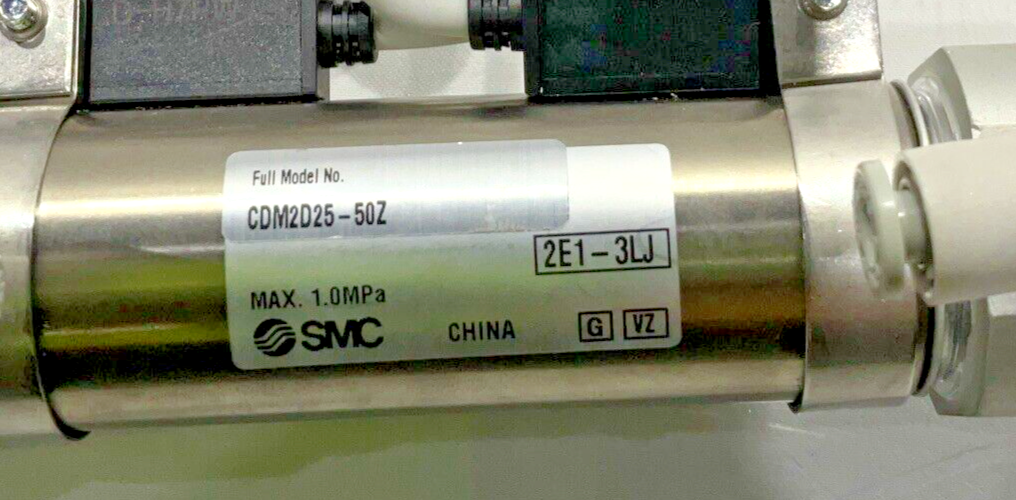 Full Model No.
CDM2D25-50Z
2E1-3LJ
MAX. 1.0MPa
SMC CHINA G VZ